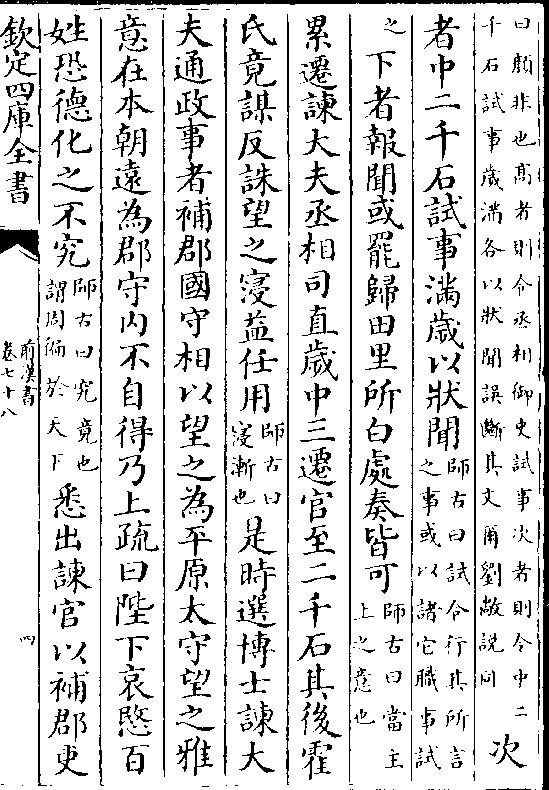 曰顏非也髙者則令丞相御史試事次者則令中二
千石試事歲滿各以狀聞誤斷其文爾劉敞説同
次
者中二千石試事滿歲以狀聞
師古曰試令行其所言
之事或以諸它職事試
之
下者報聞或罷歸田里所白處奏皆可
師古曰當主
上之意也
累遷諫大夫丞相司直歲中三遷官至二千石其後霍
氏竟謀反誅望之寖益任用
師古曰
寖漸也
是時選博士諫大
夫通政事者補郡國守相以望之為平原太守望之雅
意在本朝遠為郡守内不自得乃上疏曰陛下哀愍百
姓恐德化之不究
師古曰究竟也
謂周徧於天下
悉出諫官以補郡吏
欽定四庫全書
前漢書
卷七十八
四